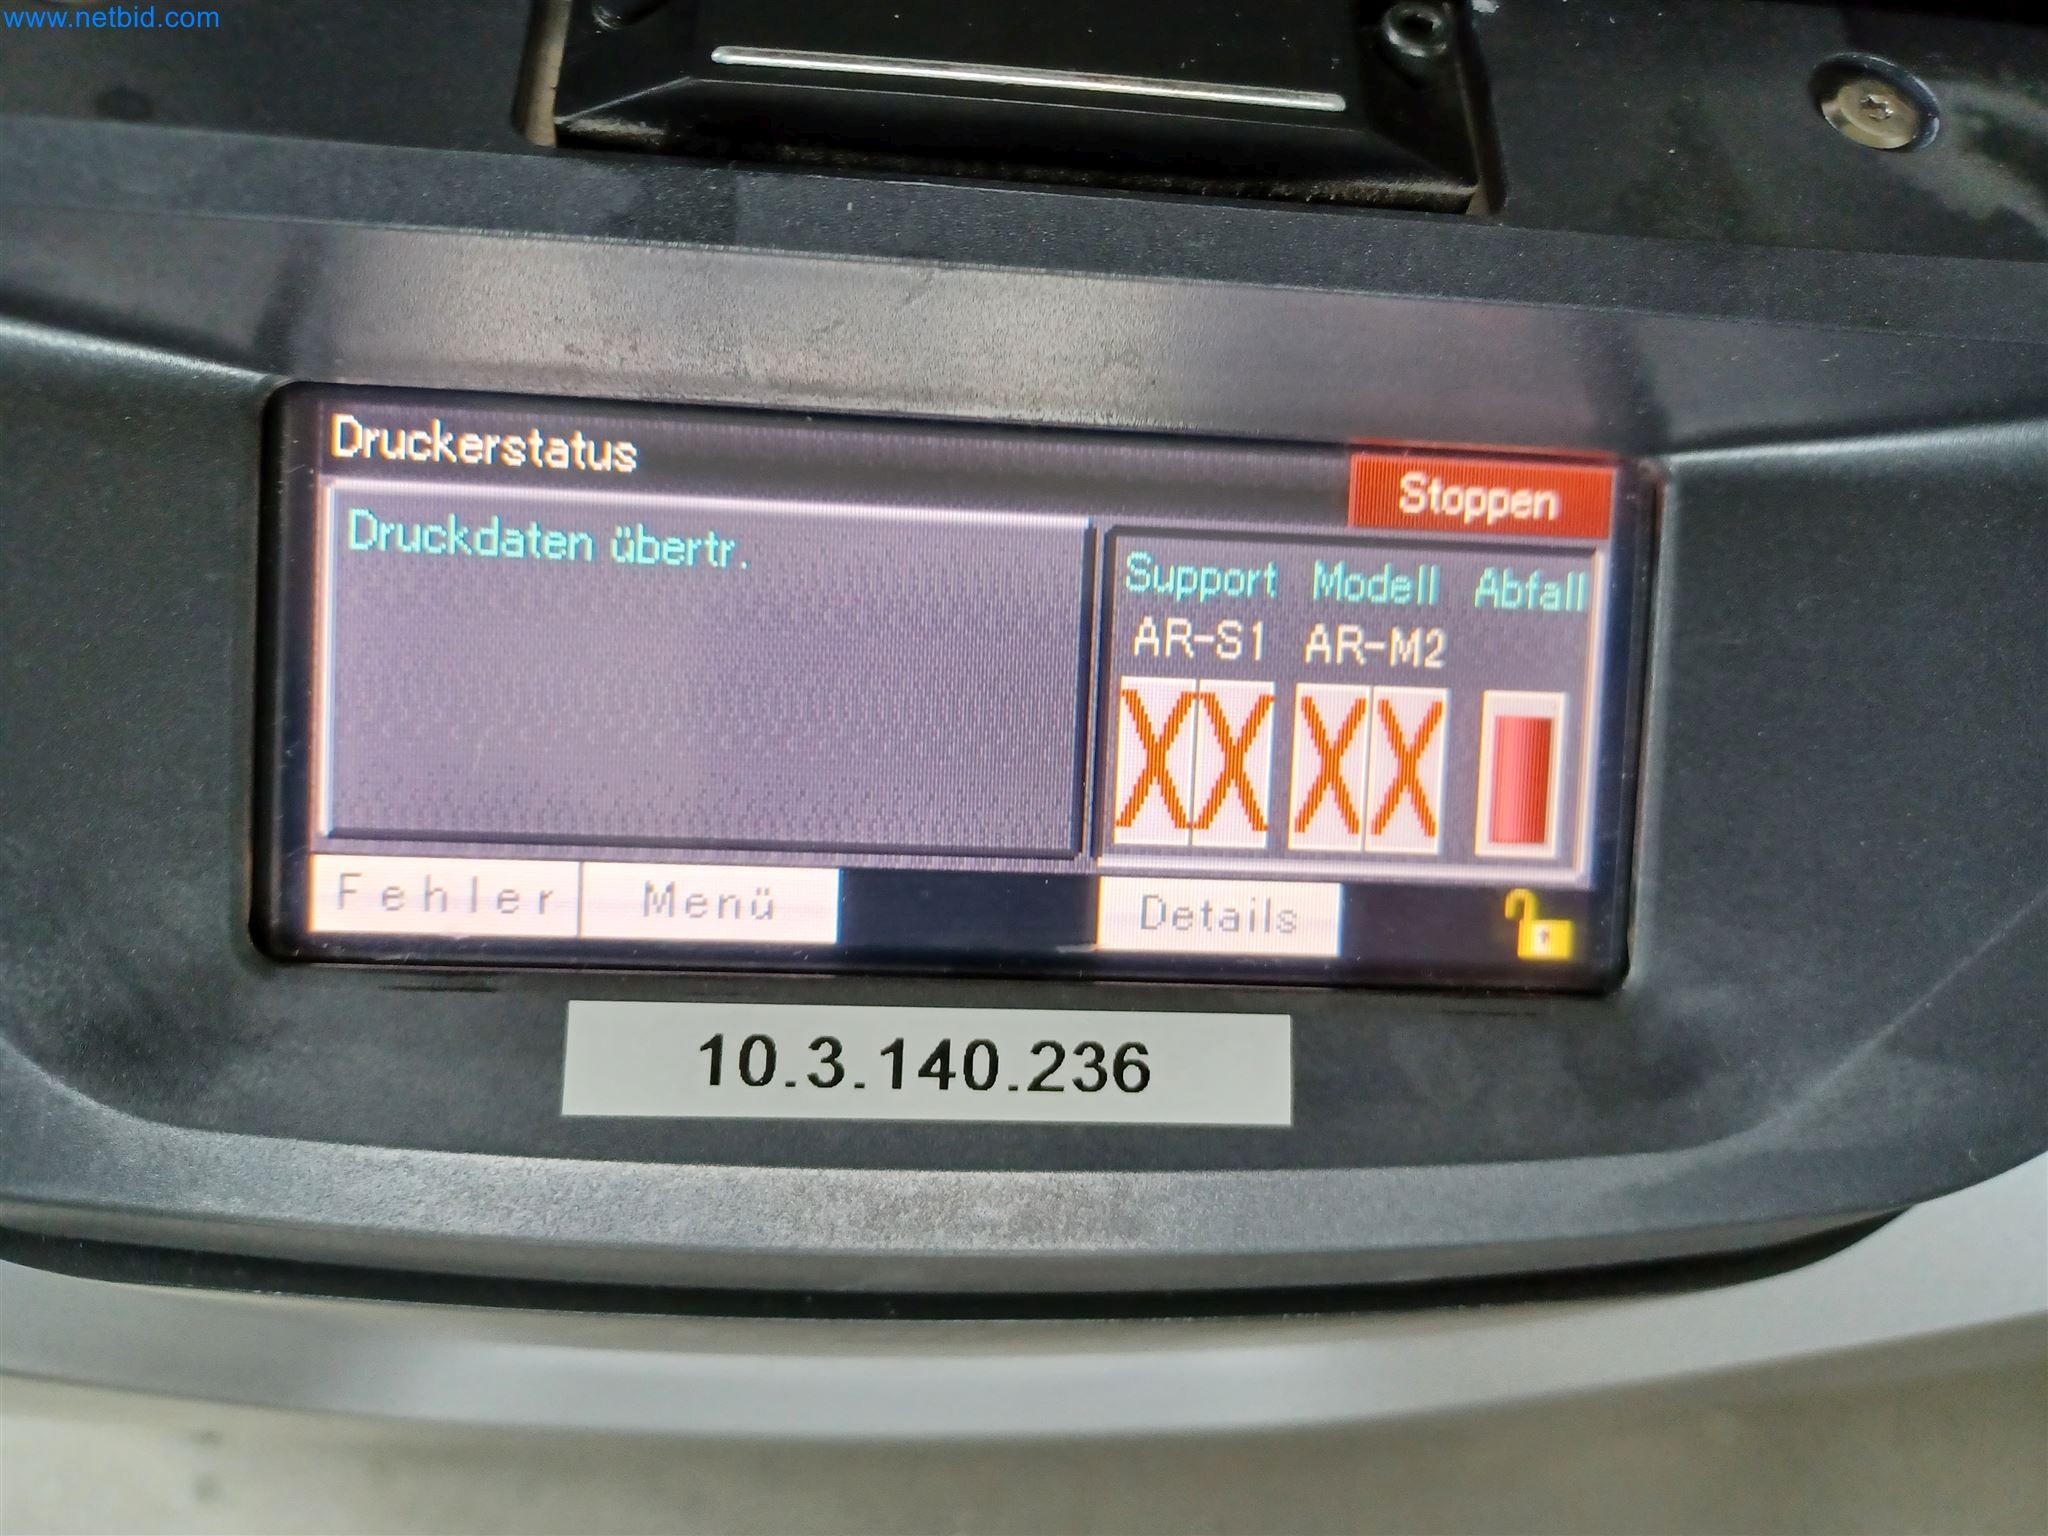 www.netbid.com
Druckerstatus
Stoppen
Druckdaten übertr.
Support Modell Abfall
AR-S1 AR-M2
Fehler Menü Details
10.3.140.236